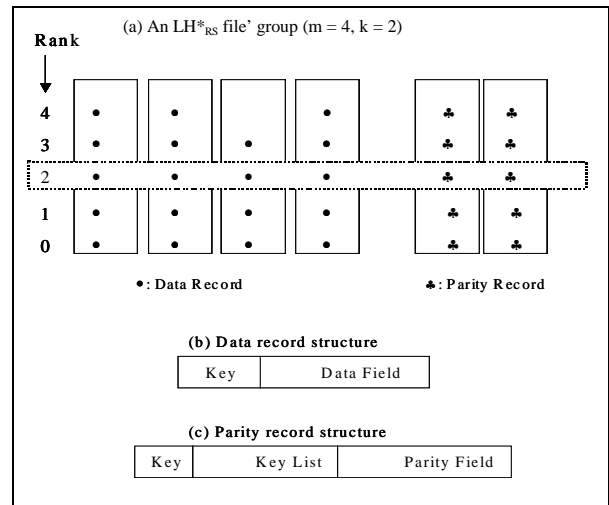 (a) An LH*RS file’ group (m = 4, k = 2)
Rank
4
3
2
1
0
•: Data Record
♣: Parity Record
(b) Data record structure
Key Data Field
(c) Parity record structure
Key Key List Parity Field